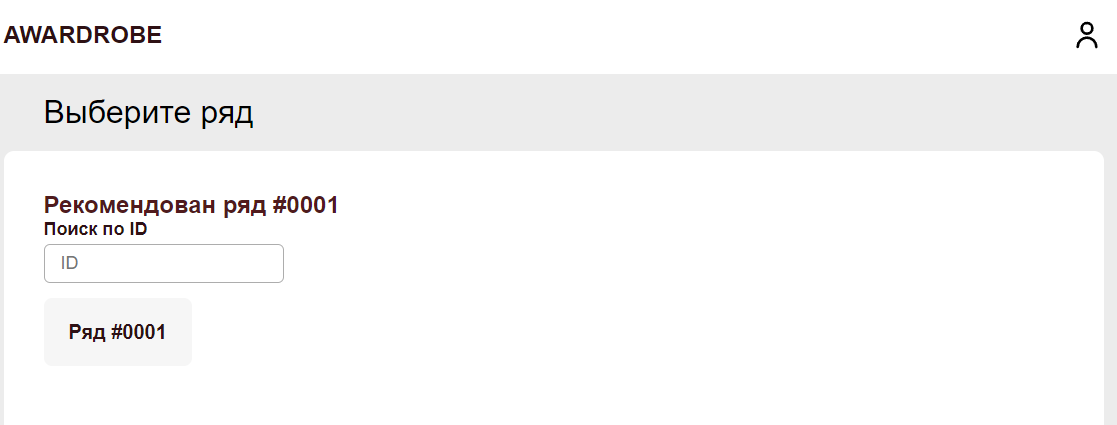 AWARDROBE
Выберите ряд
Рекомендован ряд #0001
Поиск по ID
ID
Ряд #0001